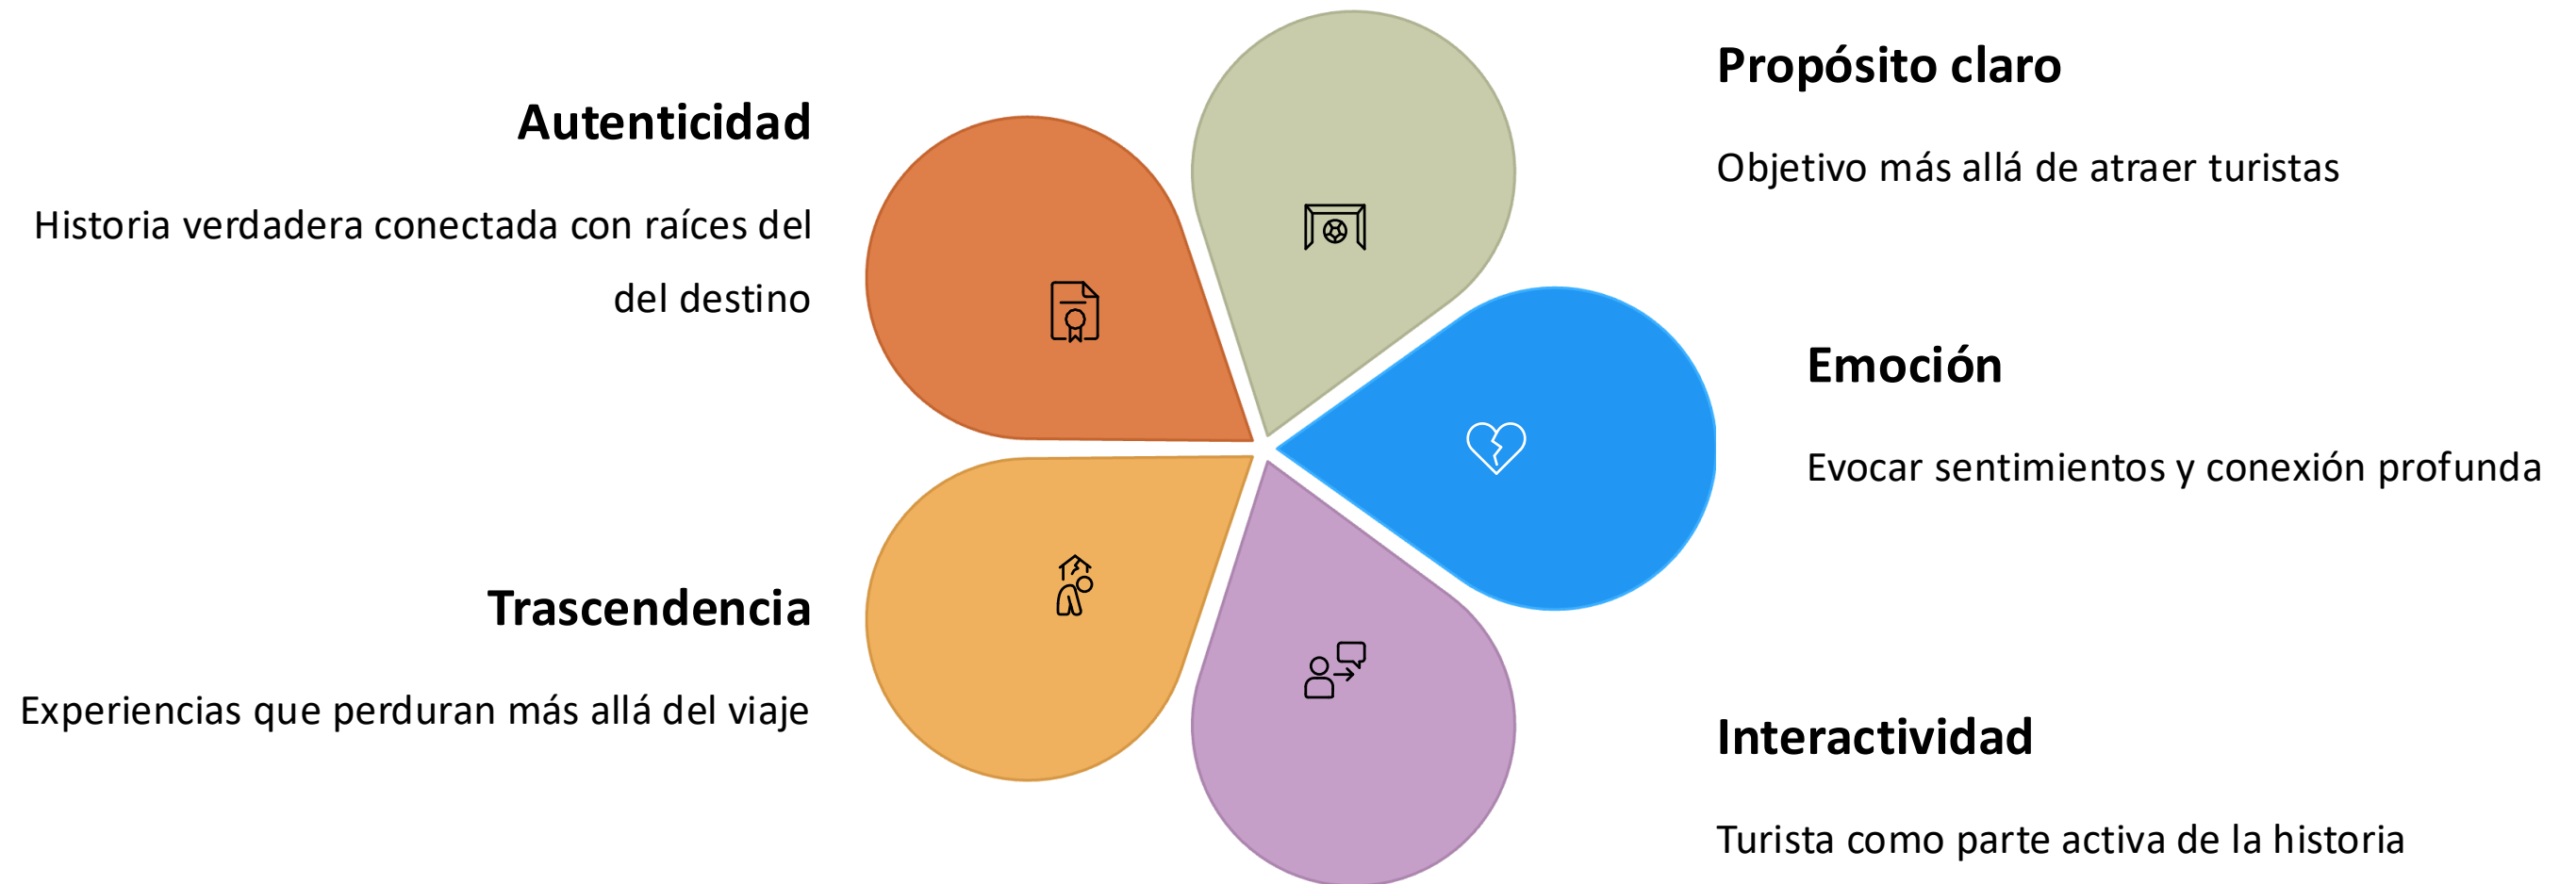 Autenticidad
Historia verdadera conectada con raíces del
del destino
Trascendencia
Experiencias que perduran más allá del viaje
Propósito claro
Objetivo más allá de atraer turistas
Emoción
Evocar sentimientos y conexión profunda
Interactividad
Turista como parte activa de la historia